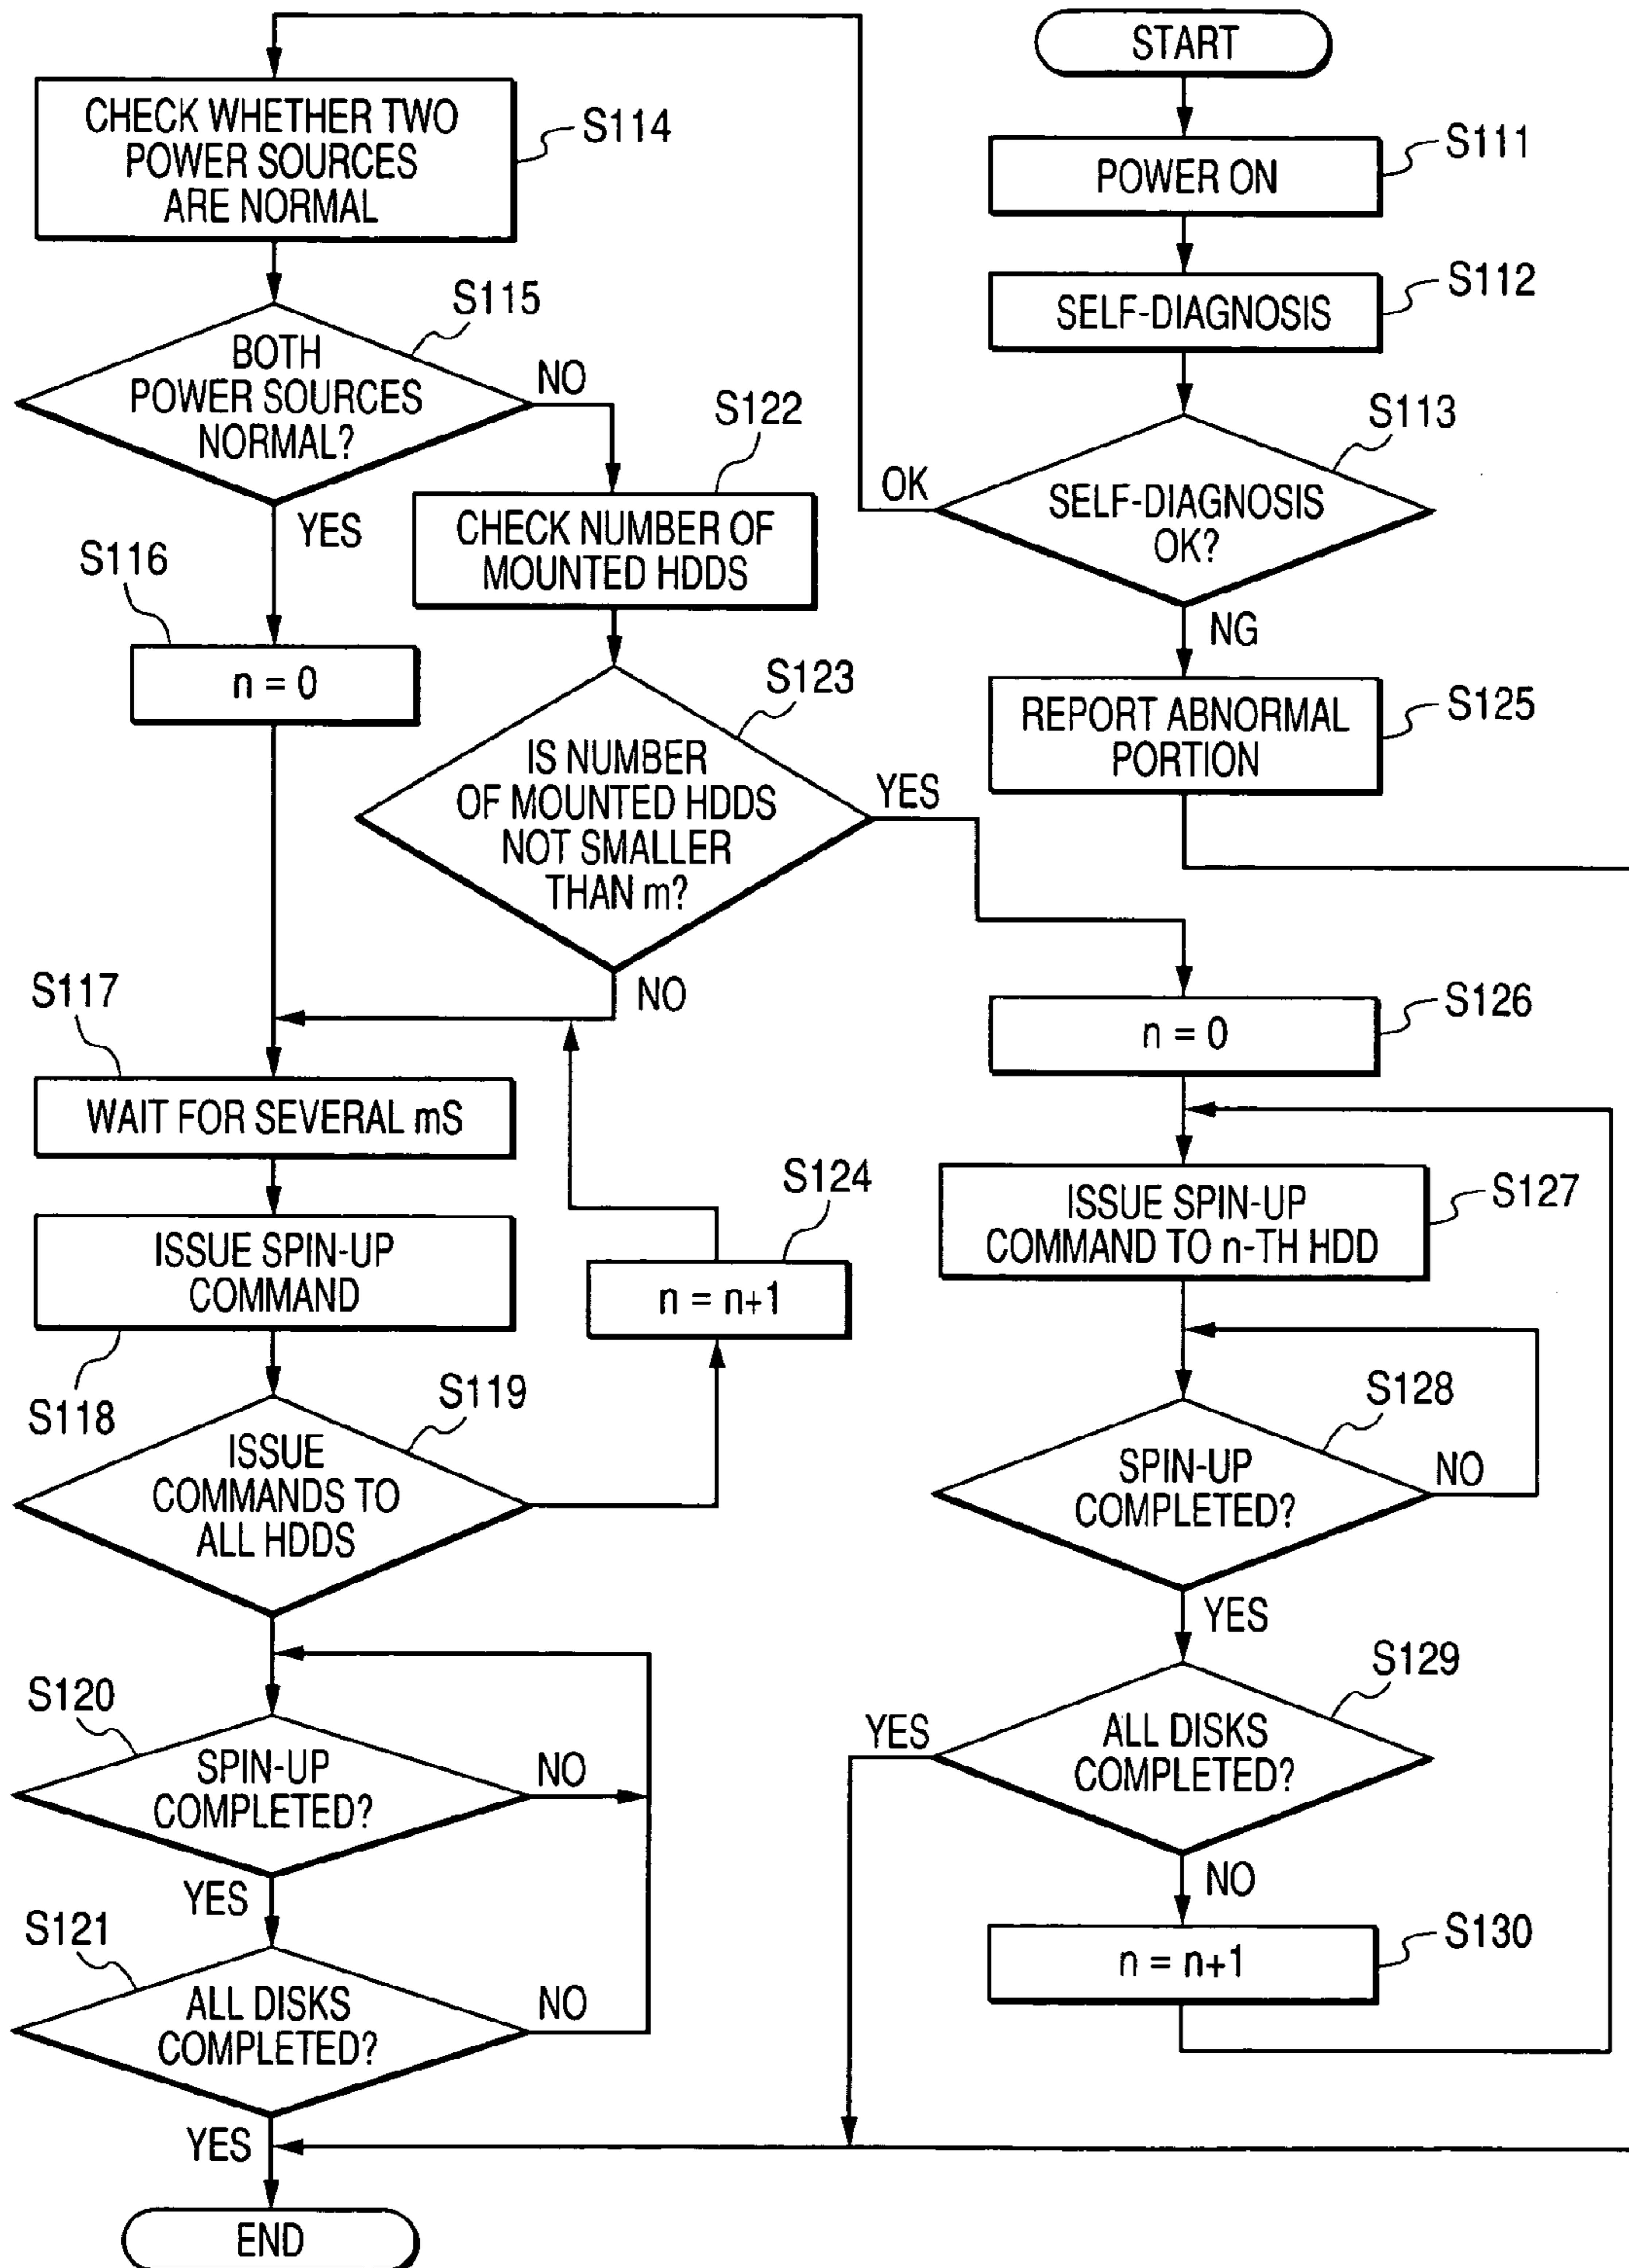 START
S111
POWER ON
S112
SELF-DIAGNOSIS
S113
SELF-DIAGNOSIS
OK?
OK
NG
S125
REPORT ABNORMAL
PORTION
S114
CHECK WHETHER TWO
POWER SOURCES
ARE NORMAL
S115
BOTH
POWER SOURCES
NORMAL?
NO
YES
S116
n = 0
S122
CHECK NUMBER OF
MOUNTED HDDS
S123
IS NUMBER
OF MOUNTED HDDS
NOT SMALLER
THAN m?
YES
NO
S117
WAIT FOR SEVERAL mS
ISSUE SPIN-UP
COMMAND
S118
S124
n = n+1
S119
ISSUE
COMMANDS TO
ALL HDDS
S120
SPIN-UP
COMPLETED?
NO
YES
S121
ALL DISKS
COMPLETED?
NO
YES
END
S126
n = 0
S127
ISSUE SPIN-UP
COMMAND TO n-TH HDD
S128
SPIN-UP
COMPLETED?
NO
YES
S129
ALL DISKS
COMPLETED?
YES
NO
S130
n = n+1